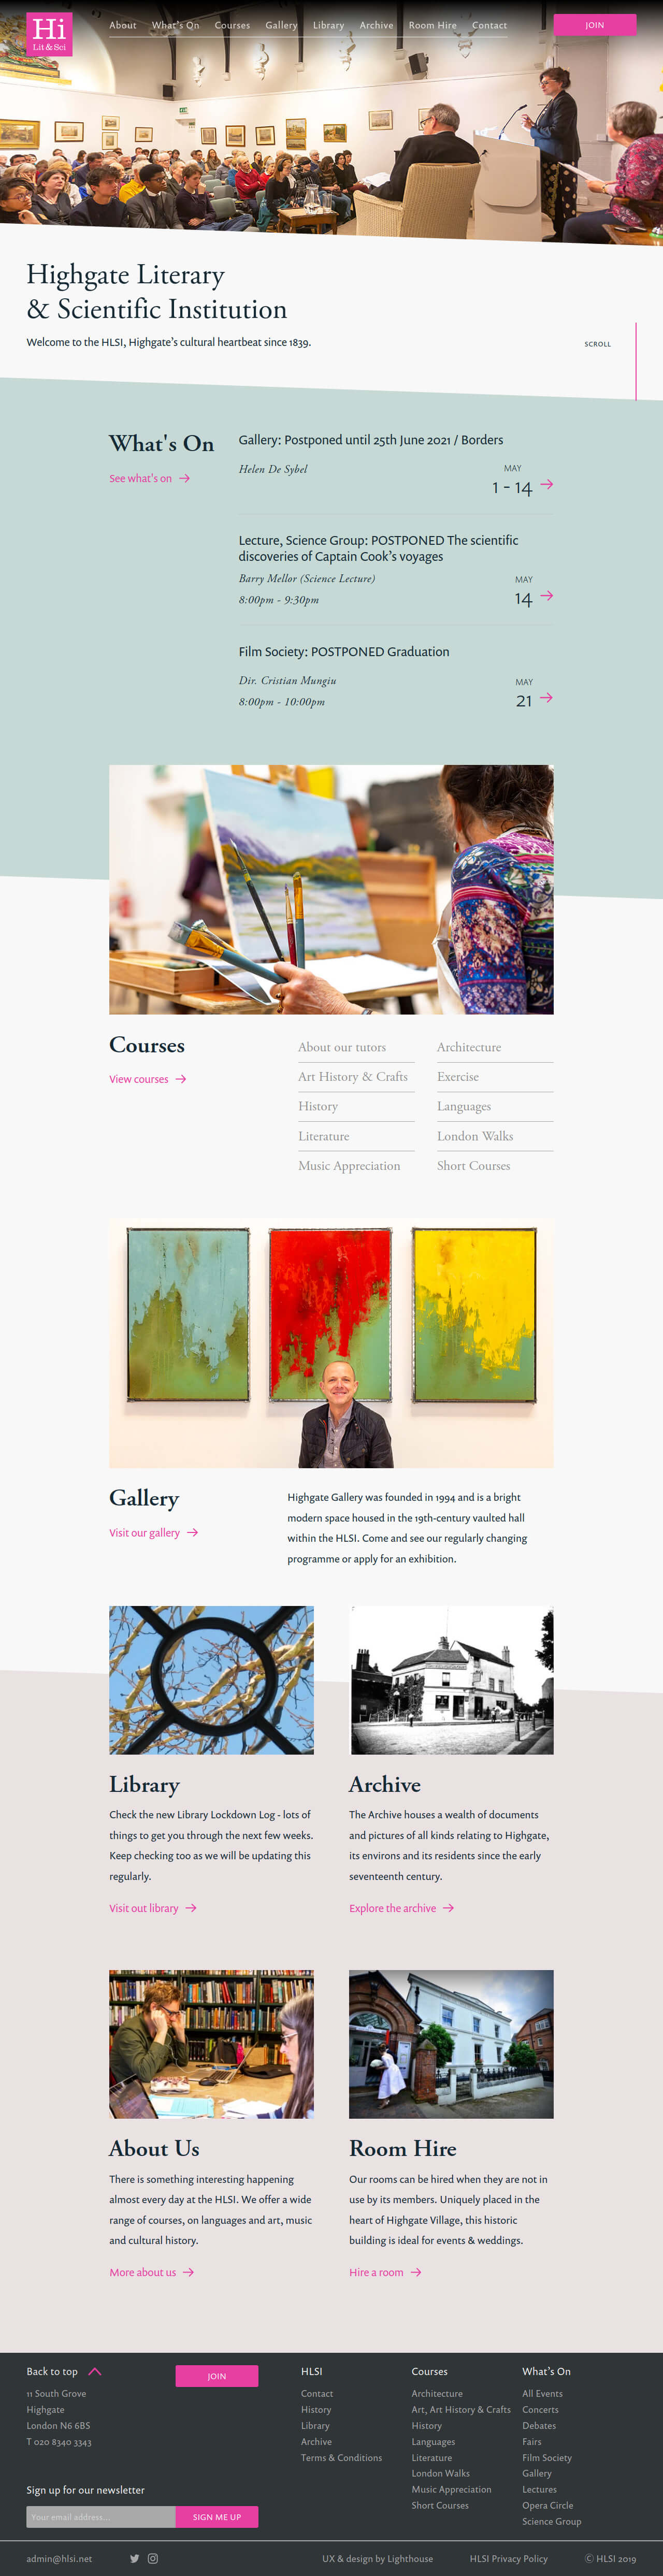 Hi
Lit & Sci
About What's On Courses Gallery Library Archive Room Hire Contact
JOIN
Highgate Literary
& Scientific Institution
Welcome to the HLSI, Highgate's cultural heartbeat since 1839.
SCROLL
What's On
See what's on
Gallery: Postponed until 25th June 2021 / Borders
Helen De Sybel
MAY
1 - 14
Lecture, Science Group: POSTPONED The scientific
discoveries of Captain Cook's voyages
Barry Mellor (Science Lecture)
8:00pm - 9:30pm
MAY
14
Film Society: POSTPONED Graduation
Dir. Cristian Mungiu
8:00pm - 10:00pm
MAY
21
Courses
View courses
About our tutors
Art History & Crafts
History
Literature
Music Appreciation
Architecture
Exercise
Languages
London Walks
Short Courses
Gallery
Visit our gallery
Highgate Gallery was founded in 1994 and is a bright
modern space housed in the 19th-century vaulted hall
within the HLSI. Come and see our regularly changing
programme or apply for an exhibition.
Library
Check the new Library Lockdown Log - lots of
things to get you through the next few weeks.
Keep checking too as we will be updating this
regularly.
Visit out library
Archive
The Archive houses a wealth of documents
and pictures of all kinds relating to Highgate,
its environs and its residents since the early
seventeenth century.
Explore the archive
About Us
There is something interesting happening
almost every day at the HLSI. We offer a wide
range of courses, on languages and art, music
and cultural history.
More about us
Room Hire
Our rooms can be hired when they are not in
use by its members. Uniquely placed in the
heart of Highgate Village, this historic
building is ideal for events & weddings.
Hire a room
Back to top
JOIN
11 South Grove
Highgate
London N6 6BS
T 020 8340 3343
Sign up for our newsletter
Your email address...
SIGN ME UP
HLSI
Contact
History
Library
Archive
Terms & Conditions
Courses
Architecture
Art, Art History & Crafts
History
Languages
Literature
London Walks
Music Appreciation
Short Courses
What's On
All Events
Concerts
Debates
Fairs
Film Society
Gallery
Lectures
Opera Circle
Science Group
admin@hlsi.net
UX & design by Lighthouse
HLSI Privacy Policy
© HLSI 2019